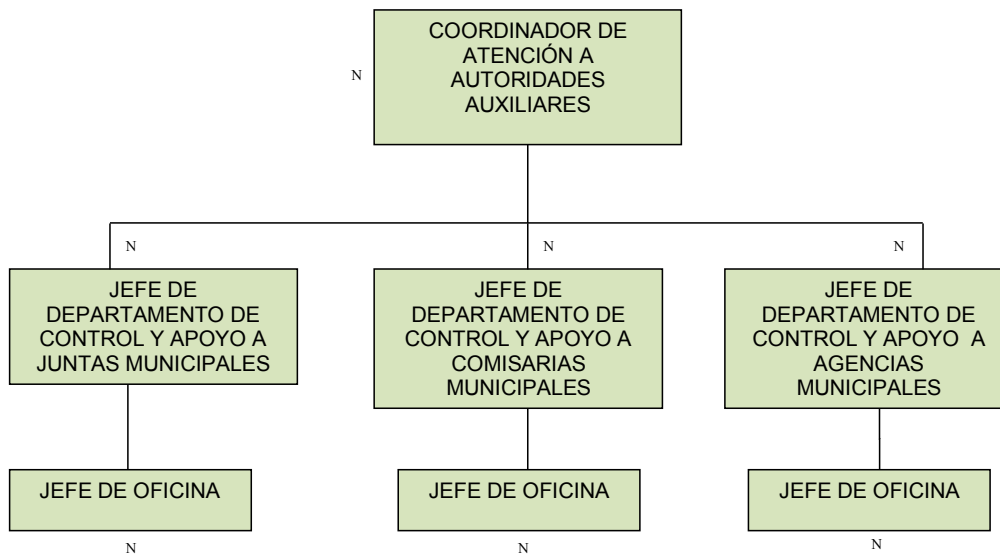 COORDINADOR DE
ATENCIÓN A
AUTORIDADES
AUXILIARES
N
N
N
N
JEFE DE
DEPARTAMENTO DE
CONTROL Y APOYO A
JUNTAS MUNICIPALES
JEFE DE
DEPARTAMENTO DE
CONTROL Y APOYO A
COMISARIAS
MUNICIPALES
JEFE DE
DEPARTAMENTO DE
CONTROL Y APOYO A
AGENCIAS
MUNICIPALES
JEFE DE OFICINA
JEFE DE OFICINA
JEFE DE OFICINA
N
N
N